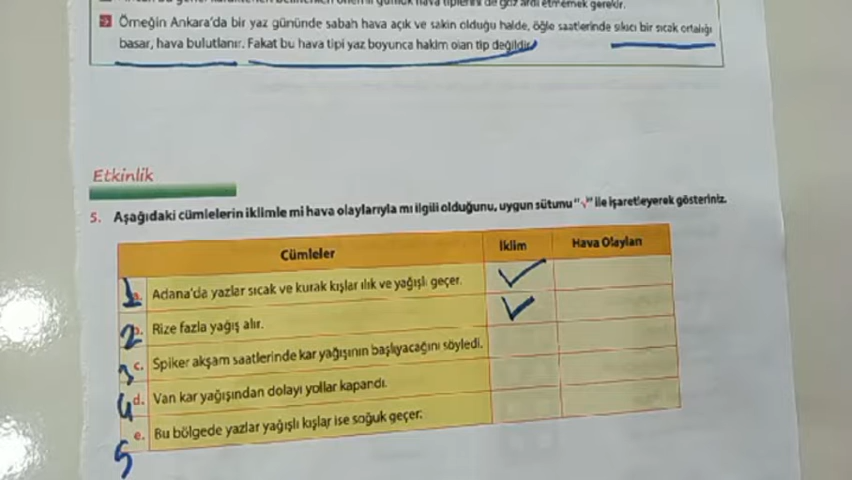 Örneğin Ankara'da bir yaz gününde sabah hava açık ve sakin olduğu halde, öğle saatlerinde sıkıcı bir sıcak ortalığı
basar, hava bulutlanır. Fakat bu hava tipi yaz boyunca hakim olan tip değildir.
Etkinlik
5. Aşağıdaki cümlelerin iklimle mi hava olaylarıyla mı ilgili olduğunu, uygun sütunu "√" ile işaretleyerek gösteriniz.
Cümleler İklim Hava Olayları
1 Adana'da yazlar sıcak ve kurak kışlar ılık ve yağışlı geçer. ✓
2 Rize fazla yağış alır. ✓
3 c. Spiker akşam saatlerinde kar yağışının başlıyacağını söyledi.
4 d. Van kar yağışından dolayı yollar kapandı.
5 e. Bu bölgede yazlar yağışlı kışlar ise soğuk geçer.